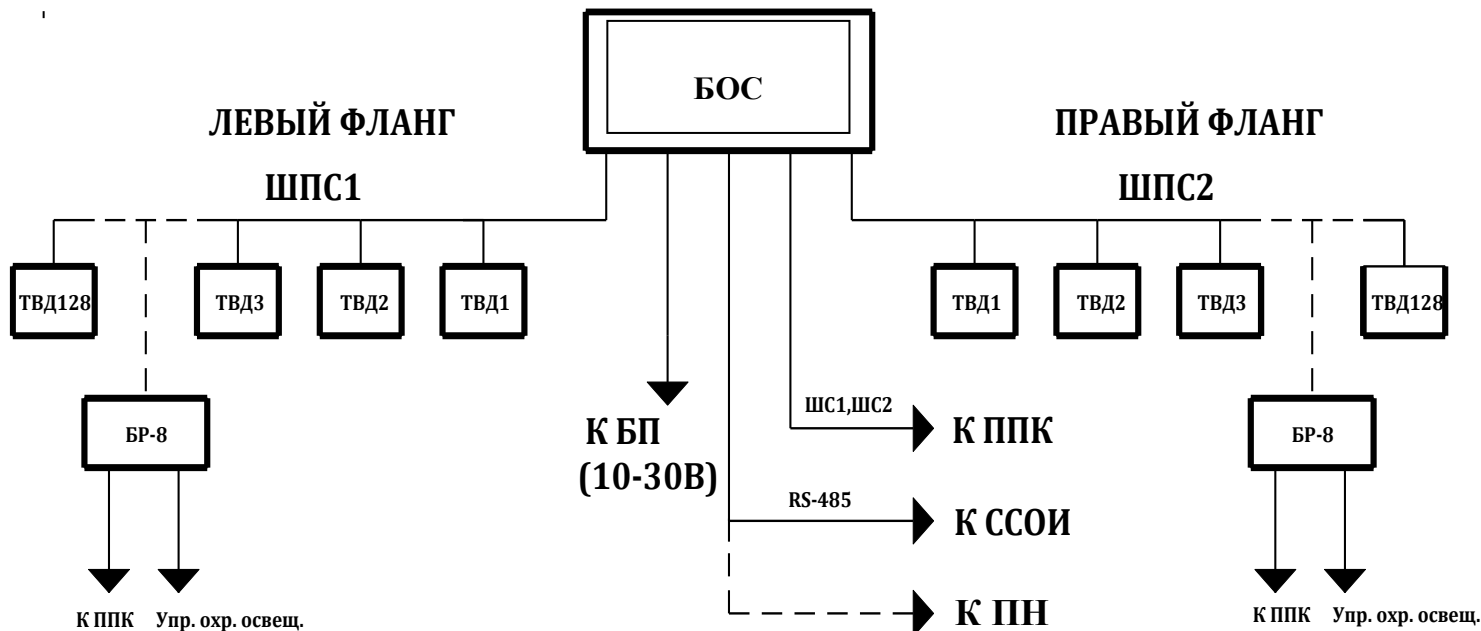 БОС
ЛЕВЫЙ ФЛАНГ
ПРАВЫЙ ФЛАНГ
ШПС1
ШПС2
ТВД128
ТВД3
ТВД2
ТВД1
ТВД1
ТВД2
ТВД3
ТВД128
БР-8
К БП
(10-30В)
ШС1,ШС2
К ППК
БР-8
RS-485
К ССОИ
К ППК
Упр. охр. освещ.
К ПН
К ППК
Упр. охр. освещ.